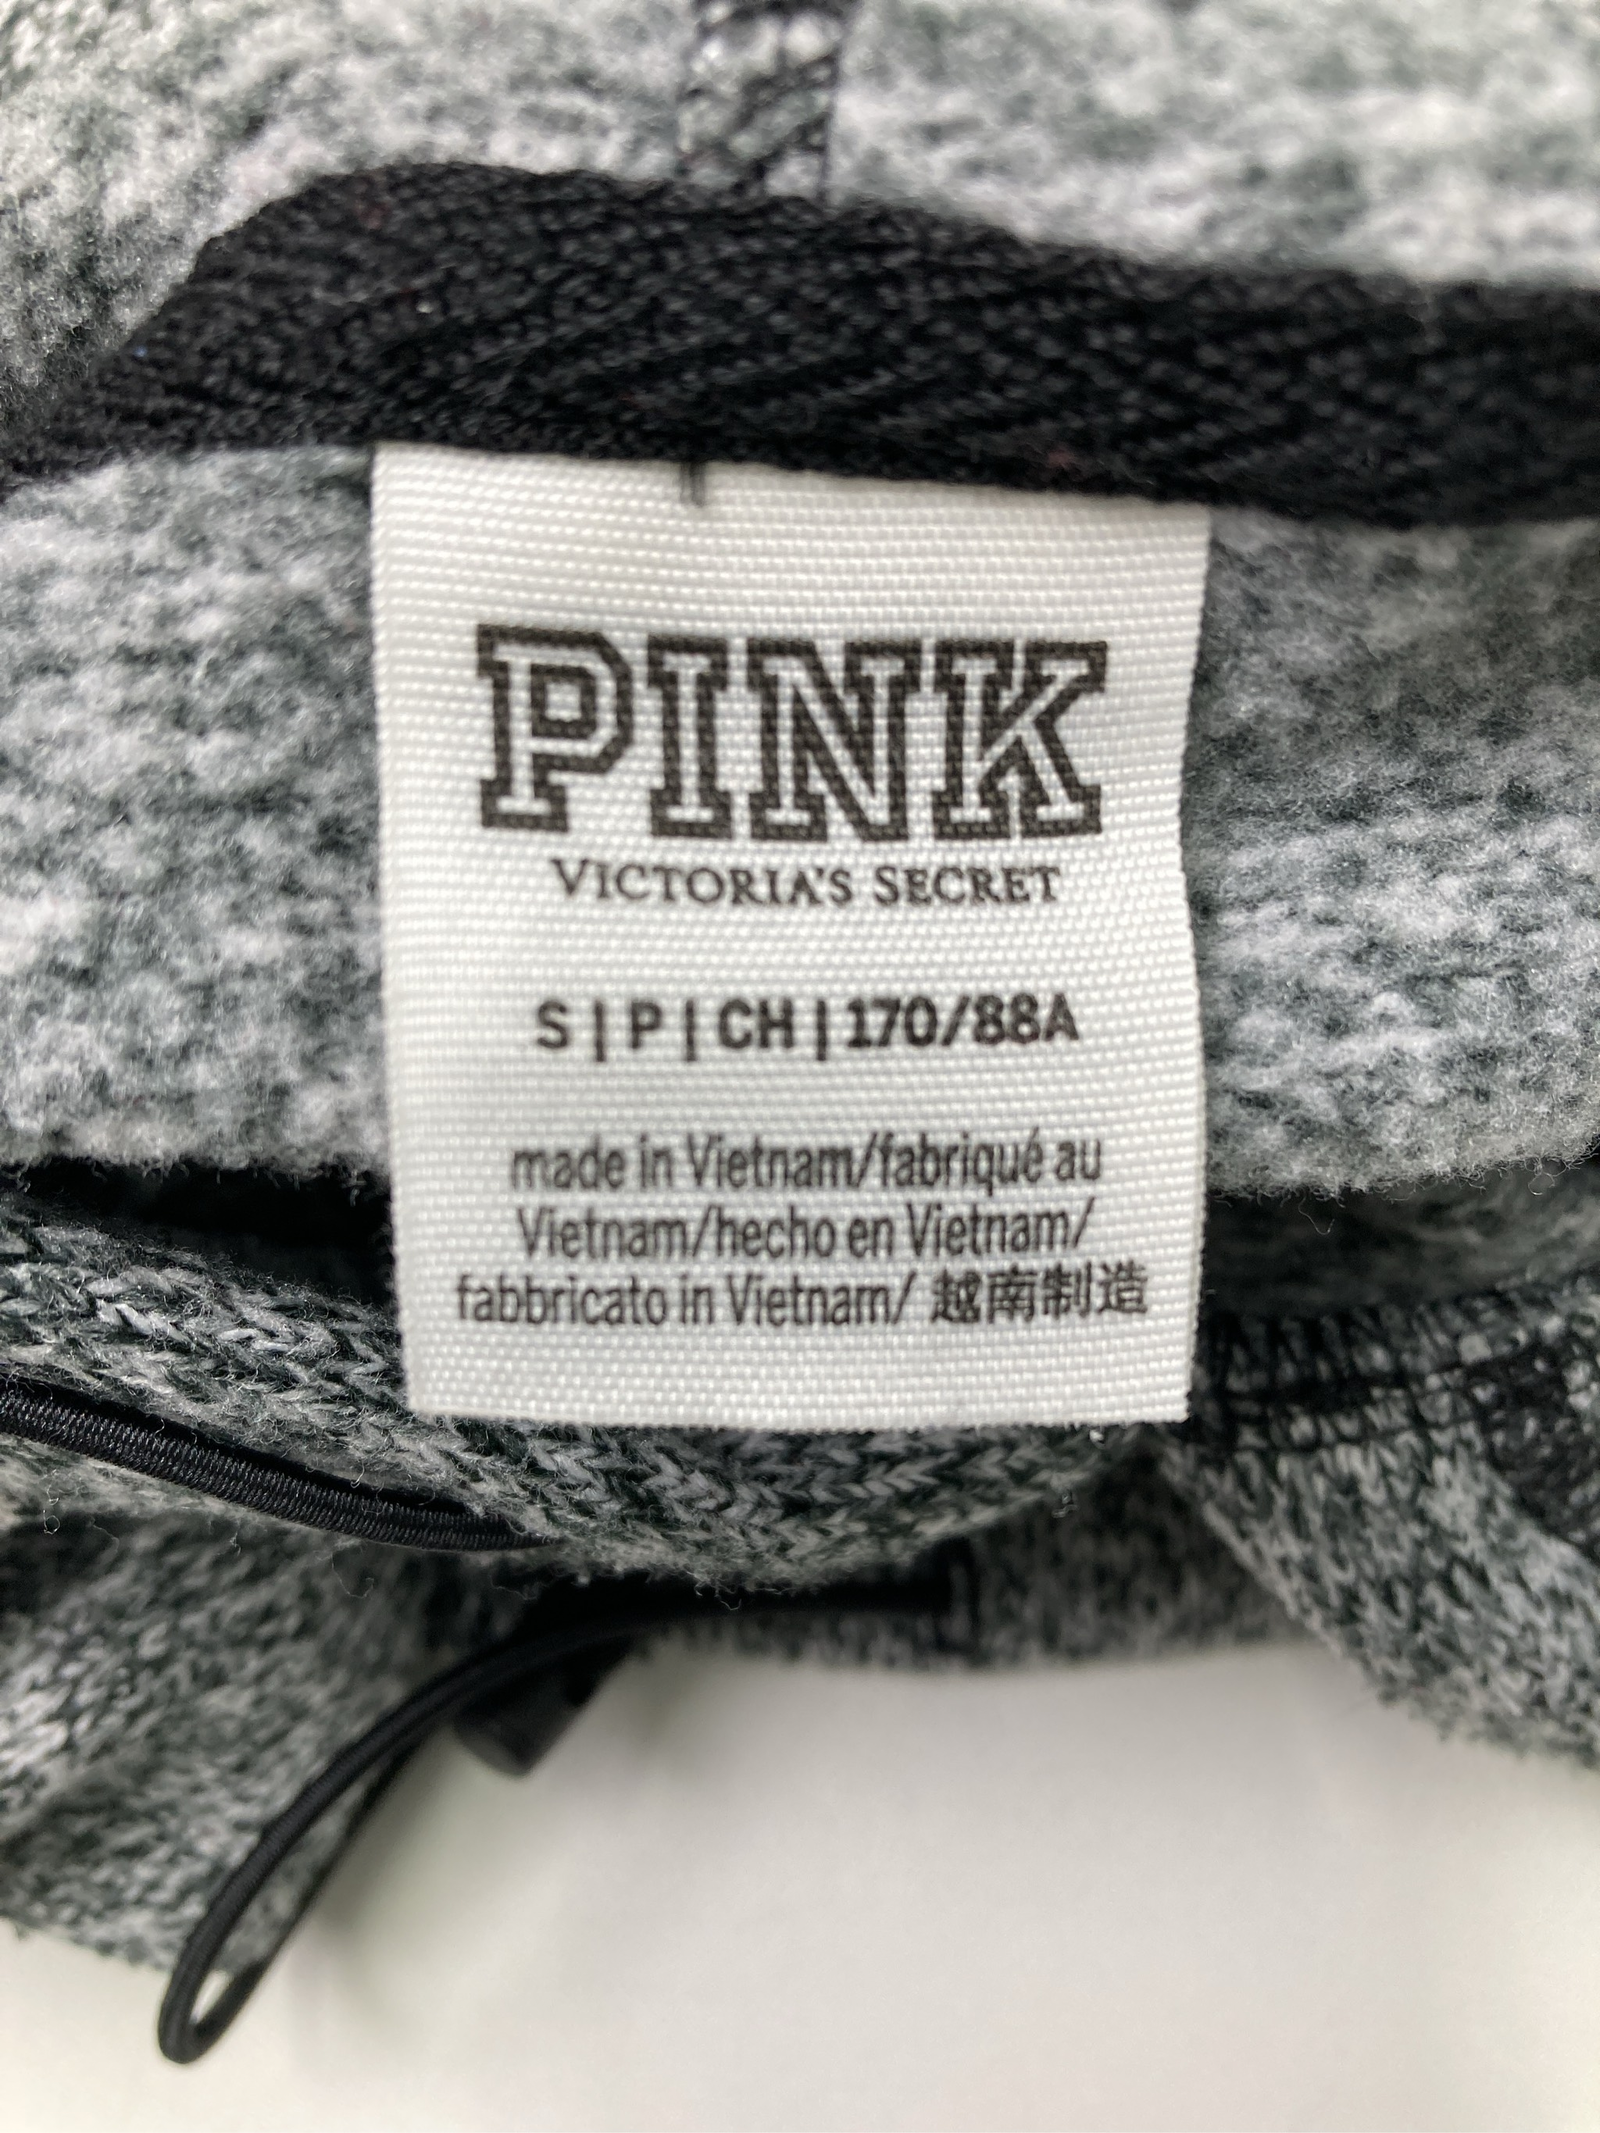 PINK
VICTORIA'S SECRET
S | P | CH | 170/88A
made in Vietnam/fabriqué au
Vietnam/hecho en Vietnam/
fabbricato in Vietnam/ 越南制造